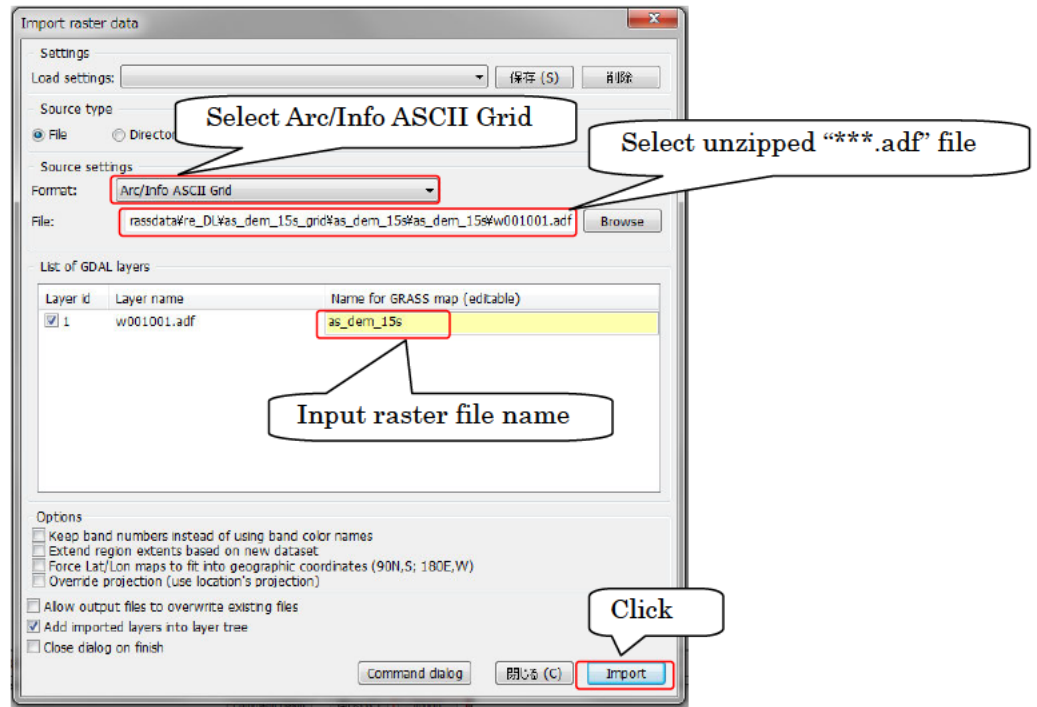 Import raster data
Settings
Load settings: 保存 (S) 削除
Source type
File Director
Select Arc/Info ASCII Grid
Select unzipped “***.adf” file
Source settings
Format: Arc/Info ASCII Grid
File: rassdata¥re_DL¥as_dem_15s_grid¥as_dem_15s¥as_dem_15s¥w001001.adf Browse
List of GDAL layers
Layer id Layer name Name for GRASS map (editable)
1 w001001.adf as_dem_15s
Input raster file name
Options
Keep band numbers instead of using band color names
Extend region extents based on new dataset
Force Lat/Lon maps to fit into geographic coordinates (90N,S; 180E,W)
Override projection (use location's projection)
Allow output files to overwrite existing files
Add imported layers into layer tree
Close dialog on finish
Click
Command dialog 閉じる (C) Import